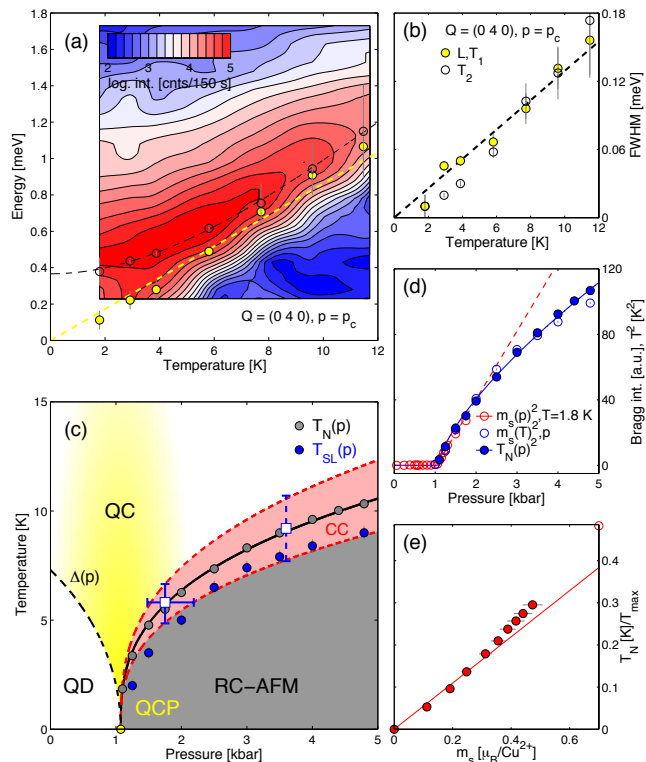 (a)
2 3 4 5
log. int. [cnts/150 s]
Q = (0 4 0), p = p_c
Energy [meV]
0 0.2 0.4 0.6 0.8 1 1.2 1.4 1.6 1.8
0 2 4 6 8 10 12
Temperature [K]
(b)
Q = (0 4 0), p = p_c
L,T_1
T_2
FWHM [meV]
0 0.06 0.12 0.18
0 2 4 6 8 10 12
Temperature [K]
(c)
T_N(p)
T_SL(p)
QC
CC
Δ(p)
QD
QCP
RC-AFM
Temperature [K]
0 5 10 15
0 1 2 3 4 5
Pressure [kbar]
(d)
m_s(p)^2, T=1.8 K
m_s(T)^2, p
T_N(p)^2
Bragg int. [a.u.], T^2 [K^2]
0 40 80 120
0 1 2 3 4 5
Pressure [kbar]
(e)
T_N [K]/T_max
0 0.1 0.2 0.3 0.4
0 0.2 0.4 0.6
m_s [μ_B/Cu^2+]